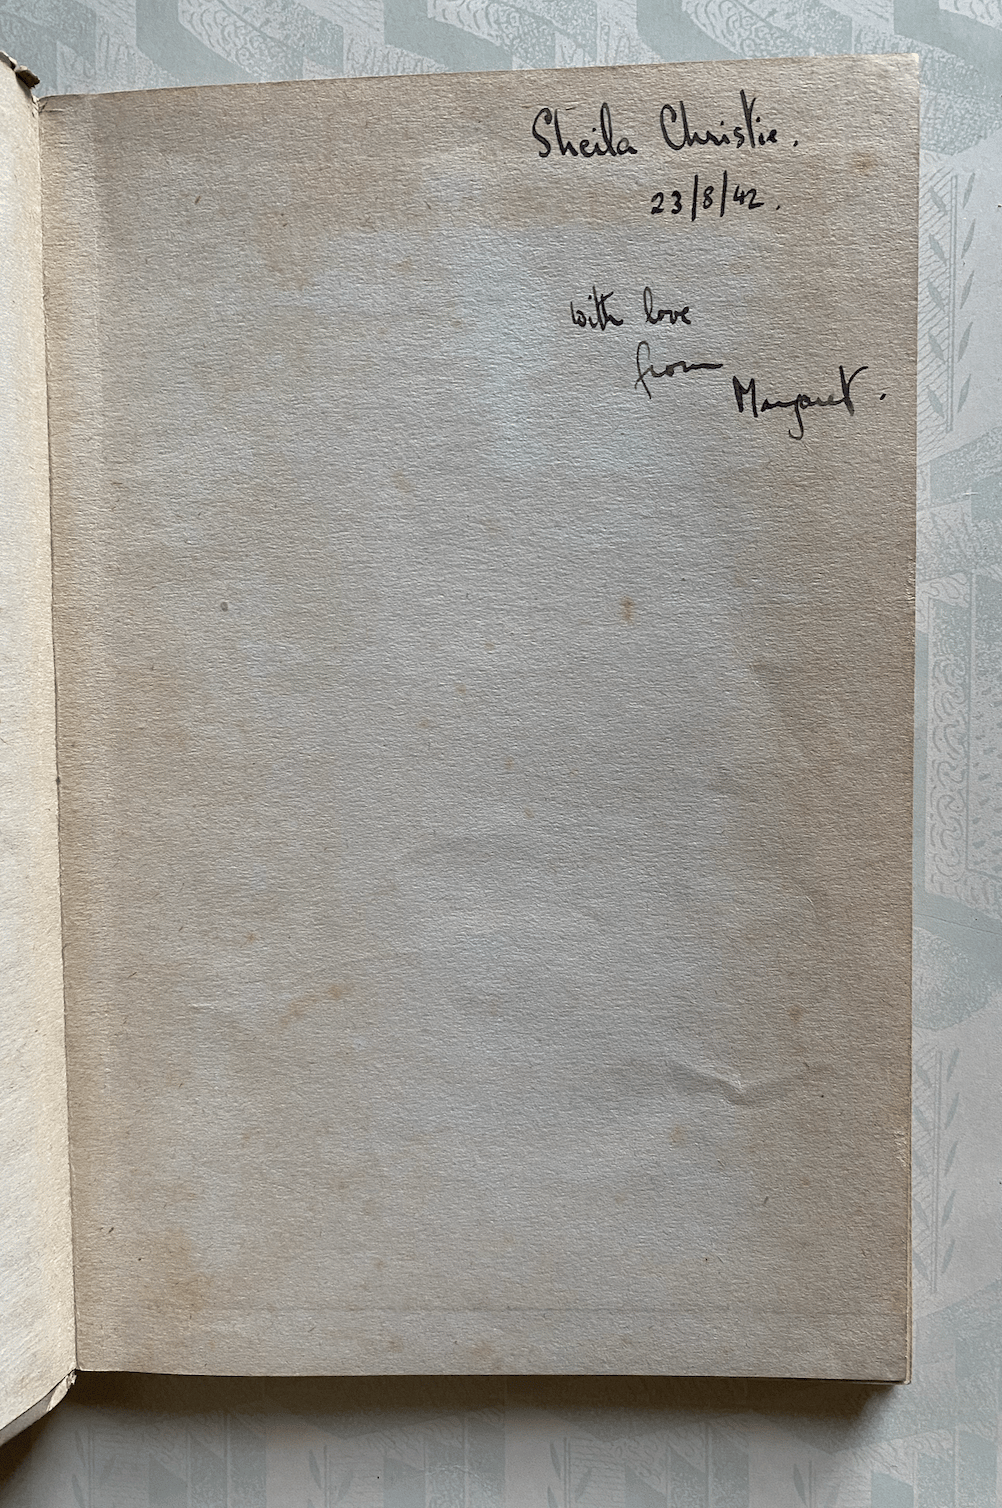 Sheila Christie.
23/8/42.
with love
from
Margaret.